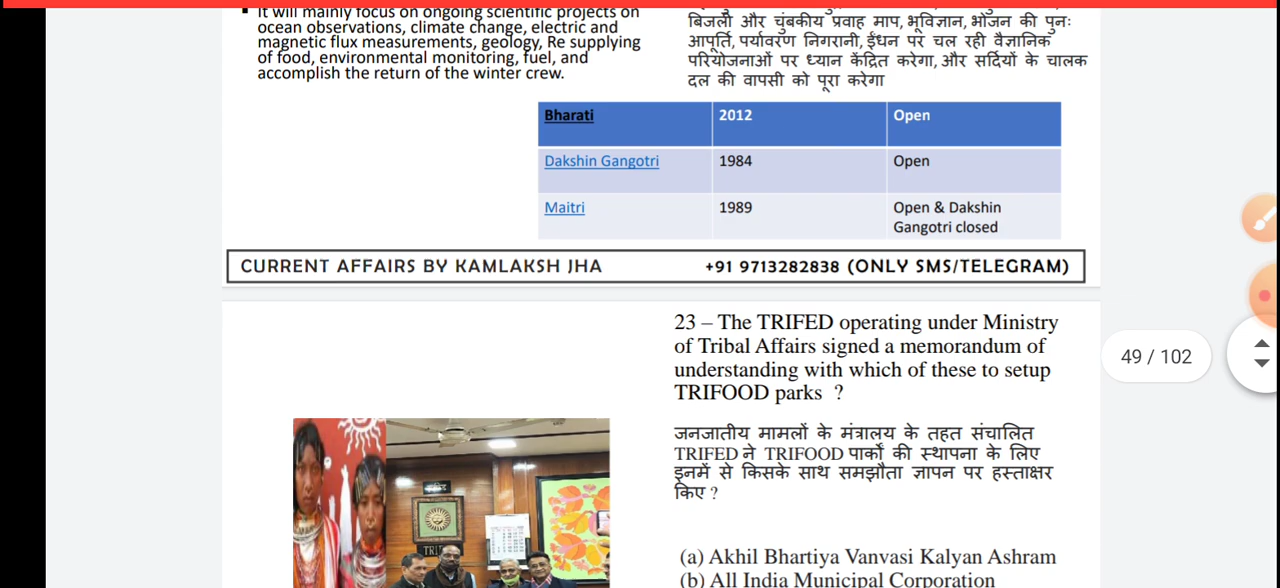 It will mainly focus on ongoing scientific projects on
ocean observations, climate change, electric and
magnetic flux measurements, geology, Re supplying
of food, environmental monitoring, fuel, and
accomplish the return of the winter crew.
बिजली और चुंबकीय प्रवाह माप, भूविज्ञान, भोजन की पुनः
आपूर्ति, पर्यावरण निगरानी, ईंधन पर चल रही वैज्ञानिक
परियोजनाओं पर ध्यान केंद्रित करेगा, और सर्दियों के चालक
दल की वापसी को पूरा करेगा
Bharati 2012 Open
Dakshin Gangotri 1984 Open
Maitri 1989 Open & Dakshin
Gangotri closed
CURRENT AFFAIRS BY KAMLAKSH JHA +91 9713282838 (ONLY SMS/TELEGRAM)
23 – The TRIFED operating under Ministry
of Tribal Affairs signed a memorandum of
understanding with which of these to setup
TRIFOOD parks ?
49 / 102
जनजातीय मामलों के मंत्रालय के तहत संचालित
TRIFED ने TRIFOOD पार्कों की स्थापना के लिए
इनमें से किसके साथ समझौता ज्ञापन पर हस्ताक्षर
किए ?
(a) Akhil Bhartiya Vanvasi Kalyan Ashram
(b) All India Municipal Corporation